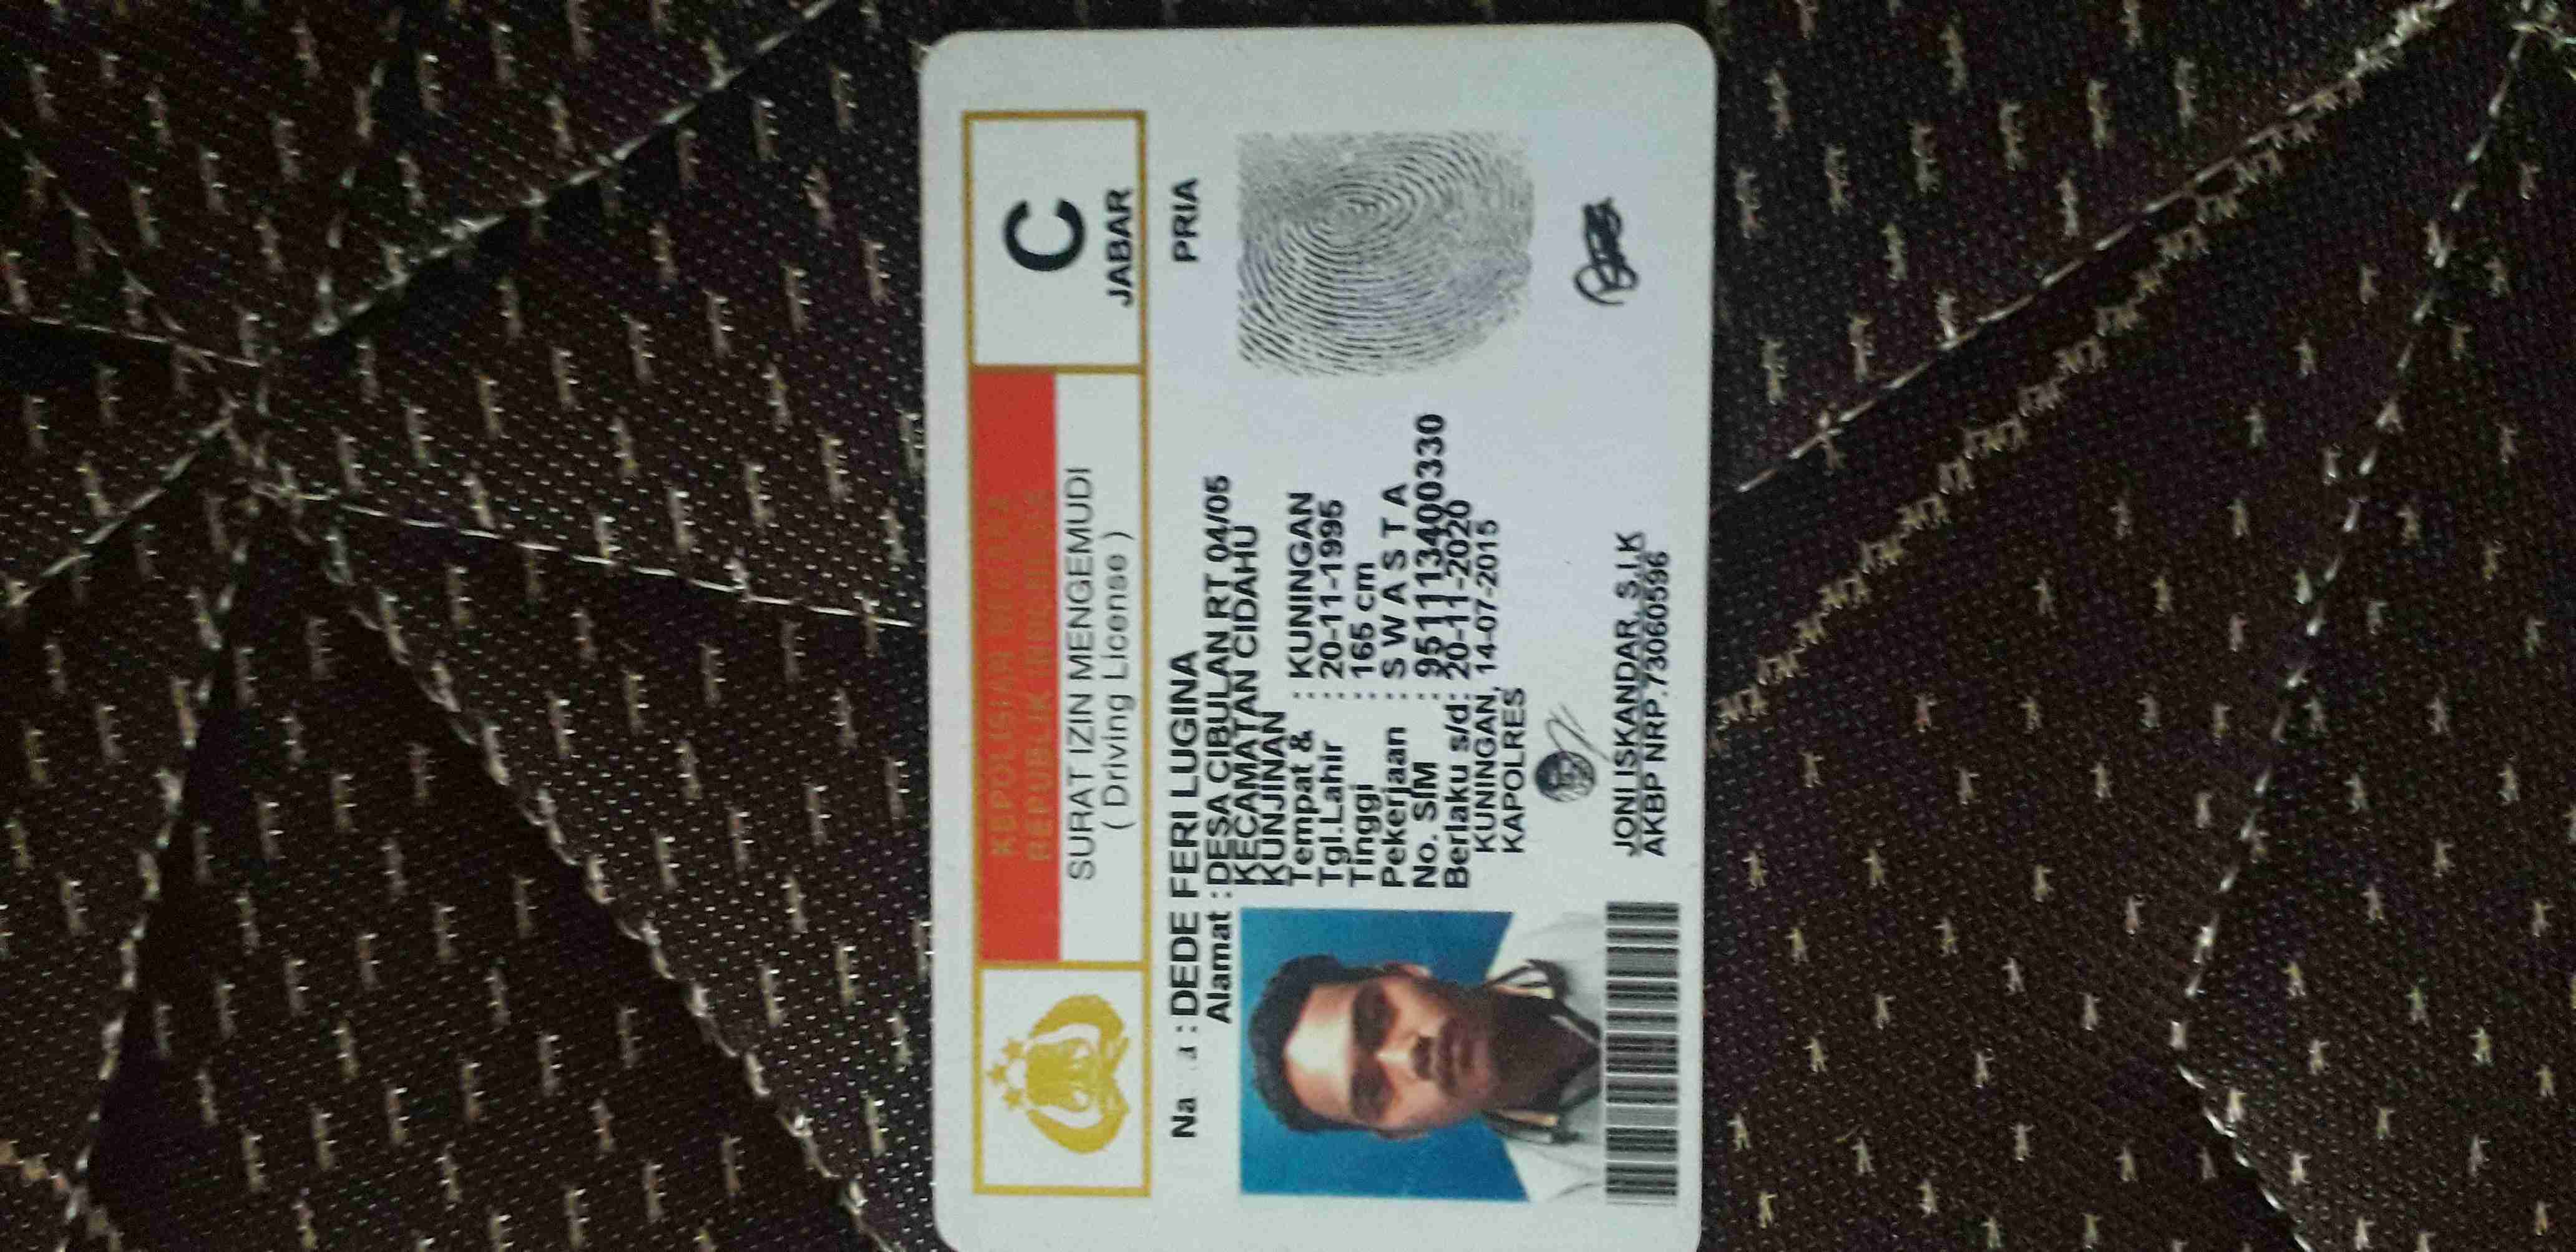 KEPOLISIAN NEGARA
REPUBLIK INDONESIA
SURAT IZIN MENGEMUDI
( Driving License )
C
JABAR
: DEDE FERI LUGINA
PRIA
Alamat : DESA CIBULAN RT 04/05
KECAMATAN CIDAHU
KUNJINAN
Tempat & : KUNINGAN
Tgl.Lahir : 20-11-1995
Tinggi : 165 cm
Pekerjaan : S W A S T A
No. SIM : 951113400330
Berlaku s/d : 20-11-2020
KUNINGAN, 14-07-2015
KAPOLRES
JONI ISKANDAR, S.I.K
AKBP NRP.73060596